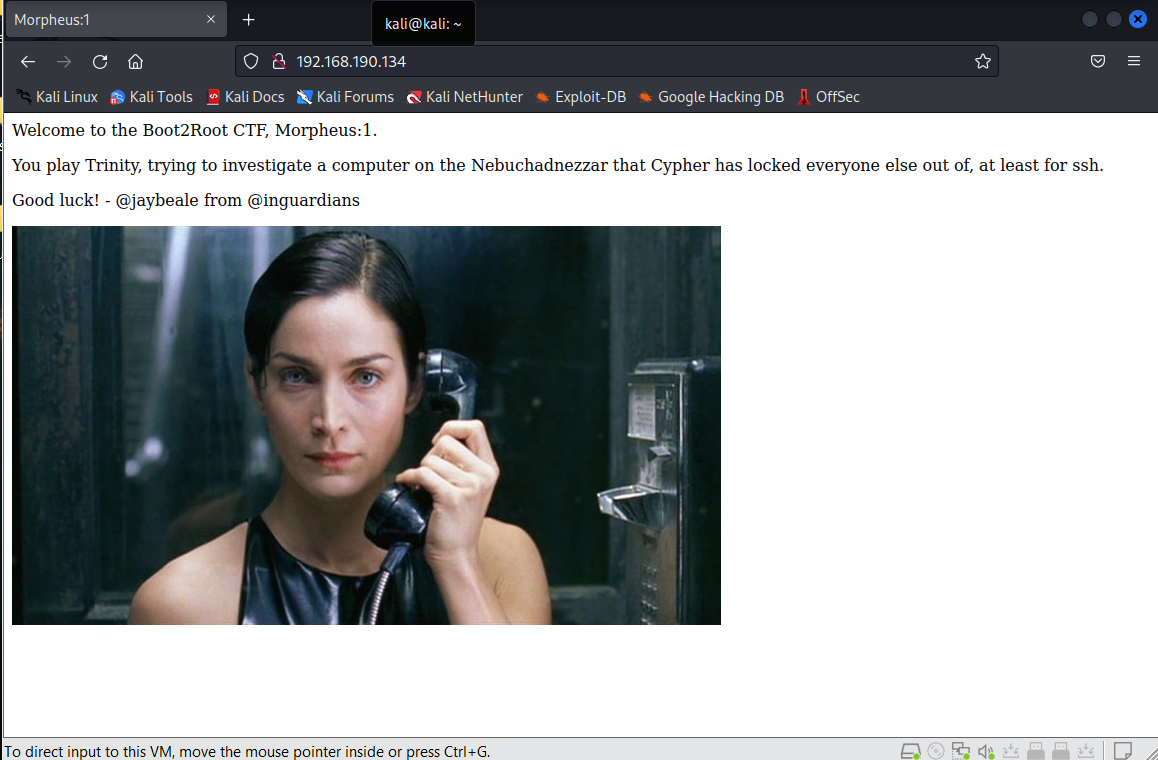 Morpheus:1
kali@kali: ~
192.168.190.134
Kali Linux Kali Tools Kali Docs Kali Forums Kali NetHunter Exploit-DB Google Hacking DB OffSec
Welcome to the Boot2Root CTF, Morpheus:1.
You play Trinity, trying to investigate a computer on the Nebuchadnezzar that Cypher has locked everyone else out of, at least for ssh.
Good luck! - @jaybeale from @inguardians
To direct input to this VM, move the mouse pointer inside or press Ctrl+G.